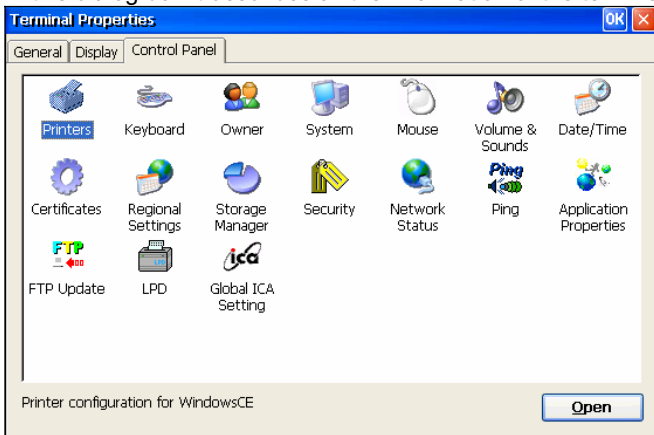 Terminal Properties OK
General Display Control Panel
Printers Keyboard Owner System Mouse Volume & Sounds Date/Time
Ping
Certificates Regional Settings Storage Manager Security Network Status Ping Application Properties
FTP LPD ica
FTP Update LPD Global ICA Setting
Printer configuration for WindowsCE Open